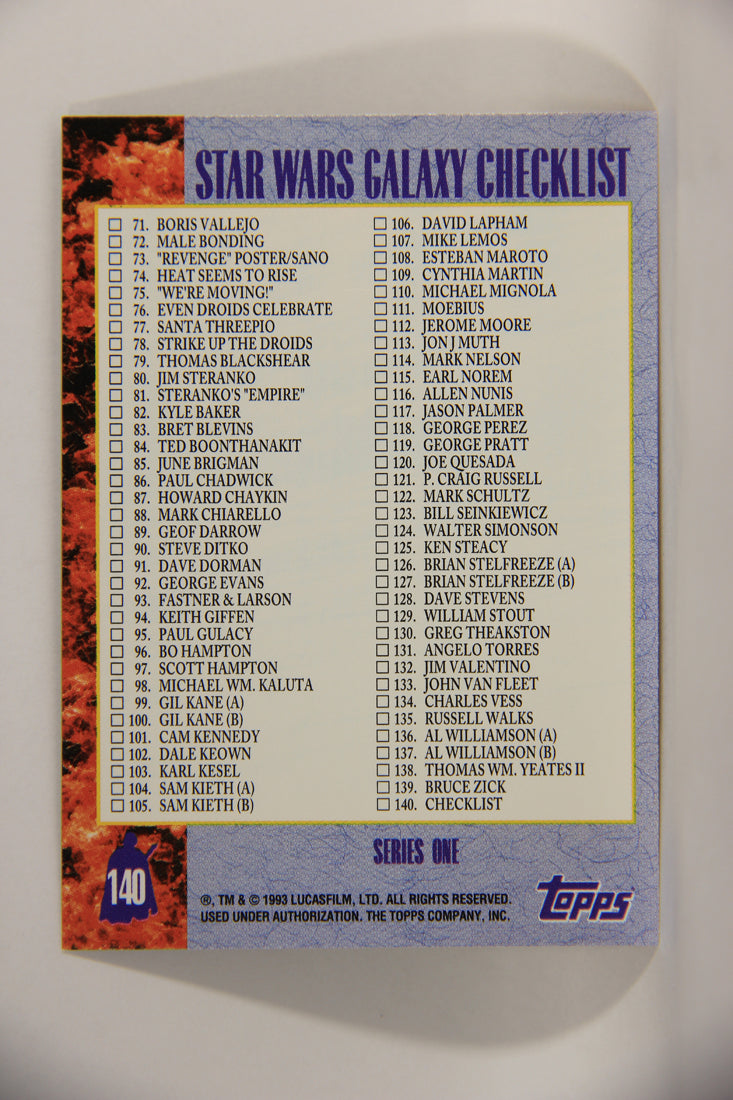 STAR WARS GALAXY CHECKLIST
71. BORIS VALLEJO
72. MALE BONDING
73. "REVENGE" POSTER/SANO
74. HEAT SEEMS TO RISE
75. "WE'RE MOVING!"
76. EVEN DROIDS CELEBRATE
77. SANTA THREEPIO
78. STRIKE UP THE DROIDS
79. THOMAS BLACKSHEAR
80. JIM STERANKO
81. STERANKO'S "EMPIRE"
82. KYLE BAKER
83. BRET BLEVINS
84. TED BOONTHANAKIT
85. JUNE BRIGMAN
86. PAUL CHADWICK
87. HOWARD CHAYKIN
88. MARK CHIARELLO
89. GEOF DARROW
90. STEVE DITKO
91. DAVE DORMAN
92. GEORGE EVANS
93. FASTNER & LARSON
94. KEITH GIFFEN
95. PAUL GULACY
96. BO HAMPTON
97. SCOTT HAMPTON
98. MICHAEL WM. KALUTA
99. GIL KANE (A)
100. GIL KANE (B)
101. CAM KENNEDY
102. DALE KEOWN
103. KARL KESEL
104. SAM KIETH (A)
105. SAM KIETH (B)
106. DAVID LAPHAM
107. MIKE LEMOS
108. ESTEBAN MAROTO
109. CYNTHIA MARTIN
110. MICHAEL MIGNOLA
111. MOEBIUS
112. JEROME MOORE
113. JON J MUTH
114. MARK NELSON
115. EARL NOREM
116. ALLEN NUNIS
117. JASON PALMER
118. GEORGE PEREZ
119. GEORGE PRATT
120. JOE QUESADA
121. P. CRAIG RUSSELL
122. MARK SCHULTZ
123. BILL SEINKIEWICZ
124. WALTER SIMONSON
125. KEN STEACY
126. BRIAN STELFREEZE (A)
127. BRIAN STELFREEZE (B)
128. DAVE STEVENS
129. WILLIAM STOUT
130. GREG THEAKSTON
131. ANGELO TORRES
132. JIM VALENTINO
133. JOHN VAN FLEET
134. CHARLES VESS
135. RUSSELL WALKS
136. AL WILLIAMSON (A)
137. AL WILLIAMSON (B)
138. THOMAS WM. YEATES II
139. BRUCE ZICK
140. CHECKLIST
SERIES ONE
140
®, TM & © 1993 LUCASFILM, LTD. ALL RIGHTS RESERVED.
USED UNDER AUTHORIZATION. THE TOPPS COMPANY, INC.
topps